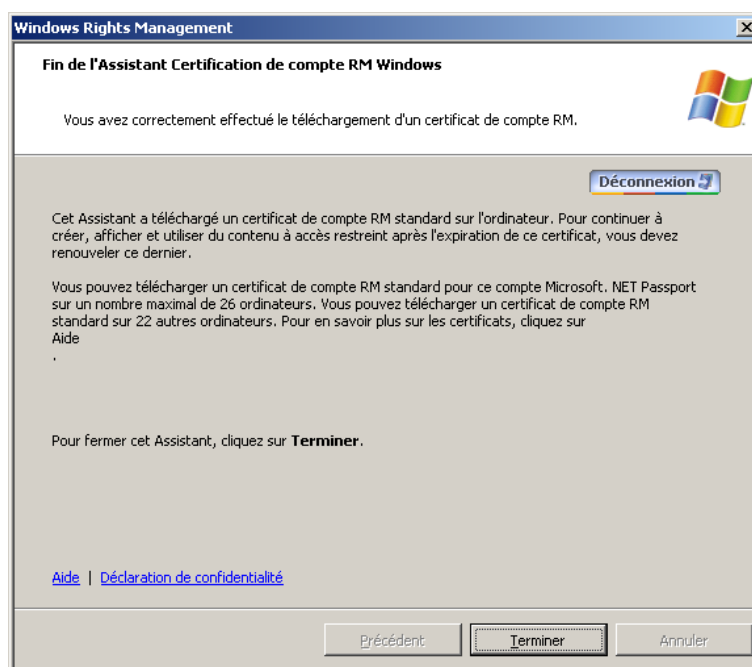 Windows Rights Management
Fin de l'Assistant Certification de compte RM Windows
Vous avez correctement effectué le téléchargement d'un certificat de compte RM.
Déconnexion
Cet Assistant a téléchargé un certificat de compte RM standard sur l'ordinateur. Pour continuer à
créer, afficher et utiliser du contenu à accès restreint après l'expiration de ce certificat, vous devez
renouveler ce dernier.
Vous pouvez télécharger un certificat de compte RM standard pour ce compte Microsoft. NET Passport
sur un nombre maximal de 26 ordinateurs. Vous pouvez télécharger un certificat de compte RM
standard sur 22 autres ordinateurs. Pour en savoir plus sur les certificats, cliquez sur
Aide
.
Pour fermer cet Assistant, cliquez sur Terminer.
Aide | Déclaration de confidentialité
Précédent Terminer Annuler